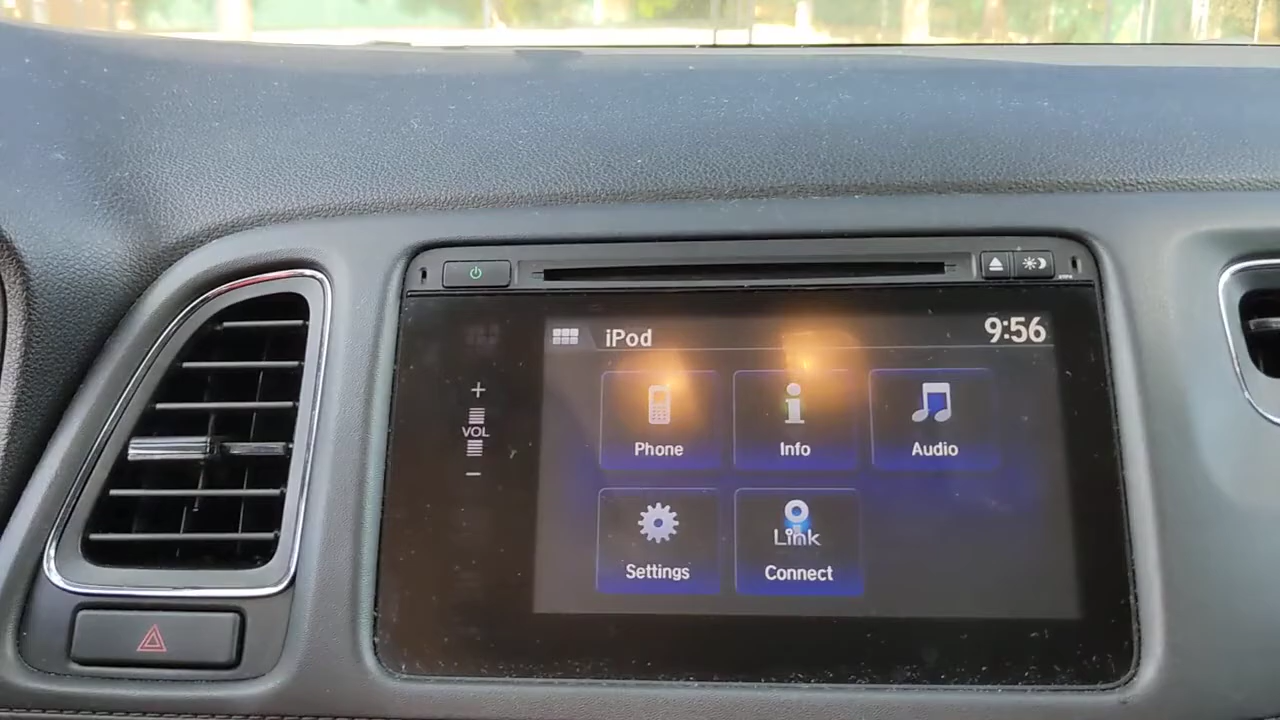 iPod
9:56
+
VOL
−
Phone
Info
Audio
Settings
Link
Connect